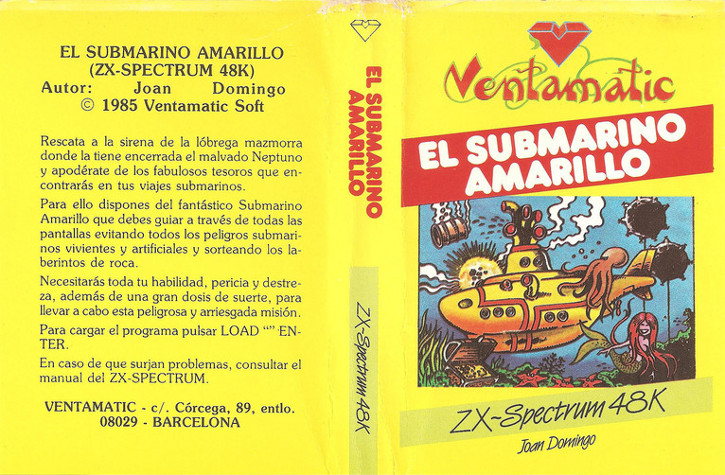 EL SUBMARINO AMARILLO
(ZX-SPECTRUM 48K)
Autor: Joan Domingo
© 1985 Ventamatic Soft
Rescata a la sirena de la lóbrega mazmorra
donde la tiene encerrada el malvado Neptuno
y apodérate de los fabulosos tesoros que en-
contrarás en tus viajes submarinos.
Para ello dispones del fantástico Submarino
Amarillo que debes guiar a través de todas las
pantallas evitando todos los peligros submari-
nos vivientes y artificiales y sorteando los la-
berintos de roca.
Necesitarás toda tu habilidad, pericia y destre-
za, además de una gran dosis de suerte, para
llevar a cabo esta peligrosa y arriesgada misión.
Para cargar el programa pulsar LOAD “” EN-
TER.
En caso de que surjan problemas, consultar el
manual del ZX-SPECTRUM.
VENTAMATIC - c/. Córcega, 89, entlo.
08029 - BARCELONA
EL SUBMARINO
AMARILLO
ZX-Spectrum 48K
Ventamatic
EL SUBMARINO
AMARILLO
ZX-Spectrum 48K
Joan Domingo